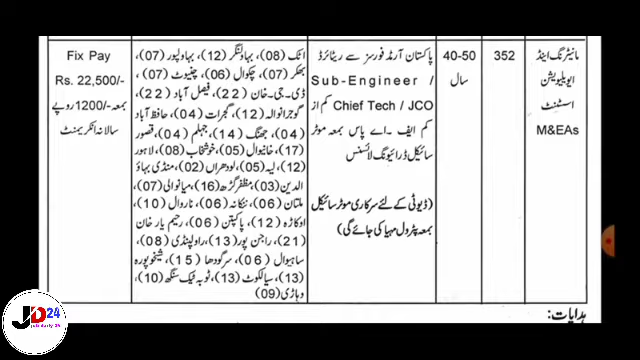 مانیٹرنگ اینڈ
ایویلیویشن
اسسٹنٹ
M&EAs
352
40-50
سال
پاکستان آرمڈ فورسز سے ریٹائرڈ
Sub-Engineer /
Chief Tech / JCO کم از
کم ایف ۔ اے پاس بمعہ موٹر
سائیکل ڈرائیونگ لائسنس
(ڈیوٹی کے لئے سرکاری موٹر سائیکل
بمعہ پٹرول مہیا کی جائے گی)
اٹک (08)، بہاولنگر (12)، بہاولپور (07)،
بھکر (07)، چکوال (06)، چنیوٹ (07)،
ڈی۔جی۔خان (22)، فیصل آباد (22)،
گوجرانوالہ (12)، گجرات (04)، حافظ آباد
(04)، جھنگ (14)، جہلم (04)، قصور
(17)، خانیوال (05)، خوشاب (08)، لاہور
(12)، لیہ (05)، لودھراں (02)، منڈی بہاؤ
الدین (03)، مظفر گڑھ (16)، میانوالی (07)،
ملتان (06)، ننکانہ (06)، نارووال (10)،
اوکاڑہ (12)، پاکپتن (06)، رحیم یار خان
(21)، راجن پور (13)، راولپنڈی (08)،
ساہیوال (06)، سرگودھا (15)، شیخوپورہ
(13)، سیالکوٹ (13)، ٹوبہ ٹیک سنگھ (10)،
وہاڑی (09)
Fix Pay
Rs. 22,500/-
بمعہ 1200/- روپے
سالانہ انکریمنٹ
ہدایات:
JD24